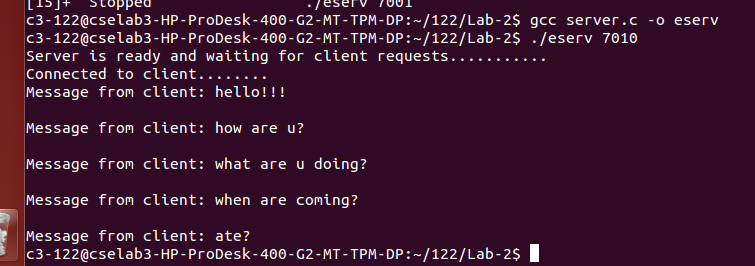 [15]+  Stopped                 ./eserv 7001
c3-122@cselab3-HP-ProDesk-400-G2-MT-TPM-DP:~/122/Lab-2$ gcc server.c -o eserv
c3-122@cselab3-HP-ProDesk-400-G2-MT-TPM-DP:~/122/Lab-2$ ./eserv 7010
Server is ready and waiting for client requests...........
Connected to client........
Message from client: hello!!!
Message from client: how are u?
Message from client: what are u doing?
Message from client: when are coming?
Message from client: ate?
c3-122@cselab3-HP-ProDesk-400-G2-MT-TPM-DP:~/122/Lab-2$